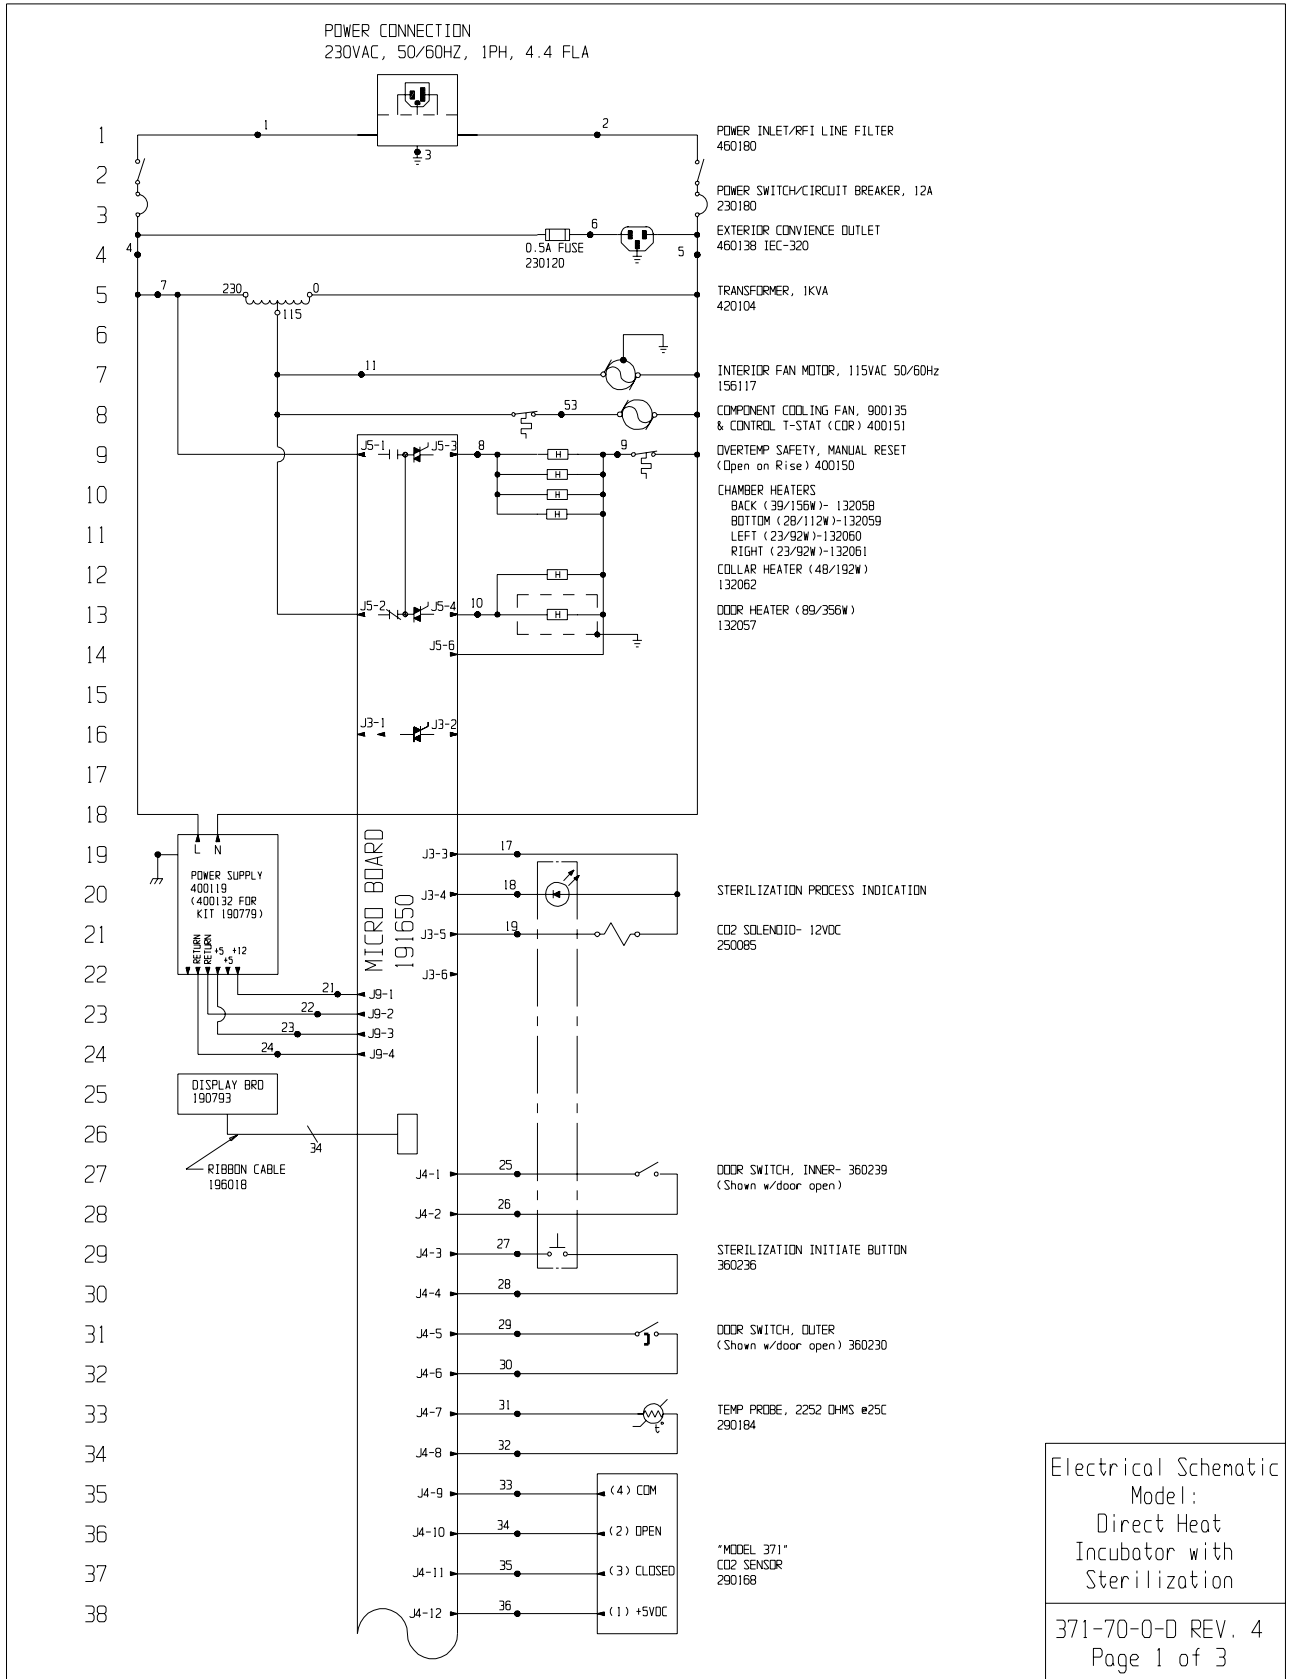 POWER CONNECTION
230VAC, 50/60HZ, 1PH, 4.4 FLA
1
1
2
POWER INLET/RFI LINE FILTER
460180
3
2
POWER SWITCH/CIRCUIT BREAKER, 12A
230180
3
EXTERIOR CONVIENCE OUTLET
460138 IEC-320
6
4
4
0.5A FUSE
230120
5
5
7
230
0
115
TRANSFORMER, 1KVA
420104
6
7
11
INTERIOR FAN MOTOR, 115VAC 50/60Hz
156117
8
53
COMPONENT COOLING FAN, 900135
& CONTROL T-STAT (COR) 400151
9
J5-1
J5-3
8
H
9
OVERTEMP SAFETY, MANUAL RESET
(Open on Rise) 400150
H
10
H
H
CHAMBER HEATERS
BACK (39/156W)- 132058
BOTTOM (28/112W)-132059
LEFT (23/92W)-132060
RIGHT (23/92W)-132061
11
12
H
COLLAR HEATER (48/192W)
132062
13
J5-2
J5-4
10
H
DOOR HEATER (89/356W)
132057
14
J5-6
15
16
J3-1
J3-2
17
18
L N
19
POWER SUPPLY
400119
(400132 FOR
KIT 190779)
MICRO BOARD
191650
J3-3
17
20
J3-4
18
STERILIZATION PROCESS INDICATION
21
J3-5
19
CO2 SOLENOID- 12VDC
250085
RETURN
RETURN
+5
+5
+12
22
J3-6
21
J9-1
23
22
J9-2
23
J9-3
24
24
J9-4
25
DISPLAY BRD
190793
26
34
RIBBON CABLE
196018
27
J4-1
25
DOOR SWITCH, INNER- 360239
(Shown w/door open)
28
J4-2
26
29
J4-3
27
STERILIZATION INITIATE BUTTON
360236
30
J4-4
28
31
J4-5
29
DOOR SWITCH, OUTER
(Shown w/door open) 360230
32
J4-6
30
33
J4-7
31
t°
TEMP PROBE, 2252 OHMS @25C
290184
34
J4-8
32
35
J4-9
33
(4) COM
36
J4-10
34
(2) OPEN
37
J4-11
35
(3) CLOSED
"MODEL 371"
CO2 SENSOR
290168
38
J4-12
36
(1) +5VDC
Electrical Schematic
Model:
Direct Heat
Incubator with
Sterilization
371-70-0-D REV. 4
Page 1 of 3